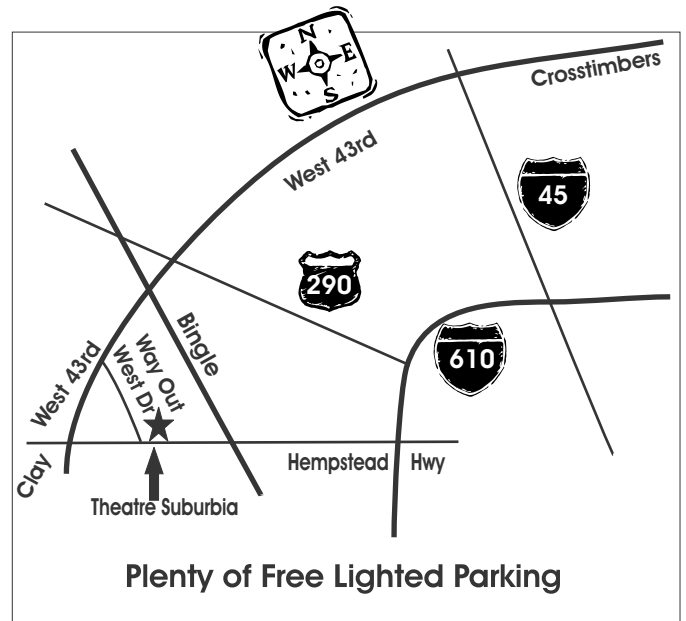 N
W E
S
Crosstimbers
West 43rd
45
290
Bingle
610
West 43rd
Way Out
West Dr
Clay
Hempstead Hwy
Theatre Suburbia
Plenty of Free Lighted Parking